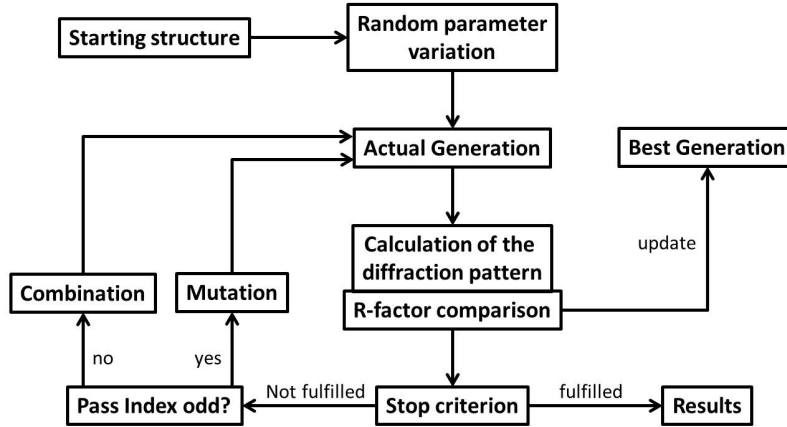 Starting structure
Random parameter
variation
Actual Generation
Best Generation
Calculation of the
diffraction pattern
update
Combination
Mutation
R-factor comparison
no
yes
Not fulfilled
fulfilled
Pass Index odd?
Stop criterion
Results